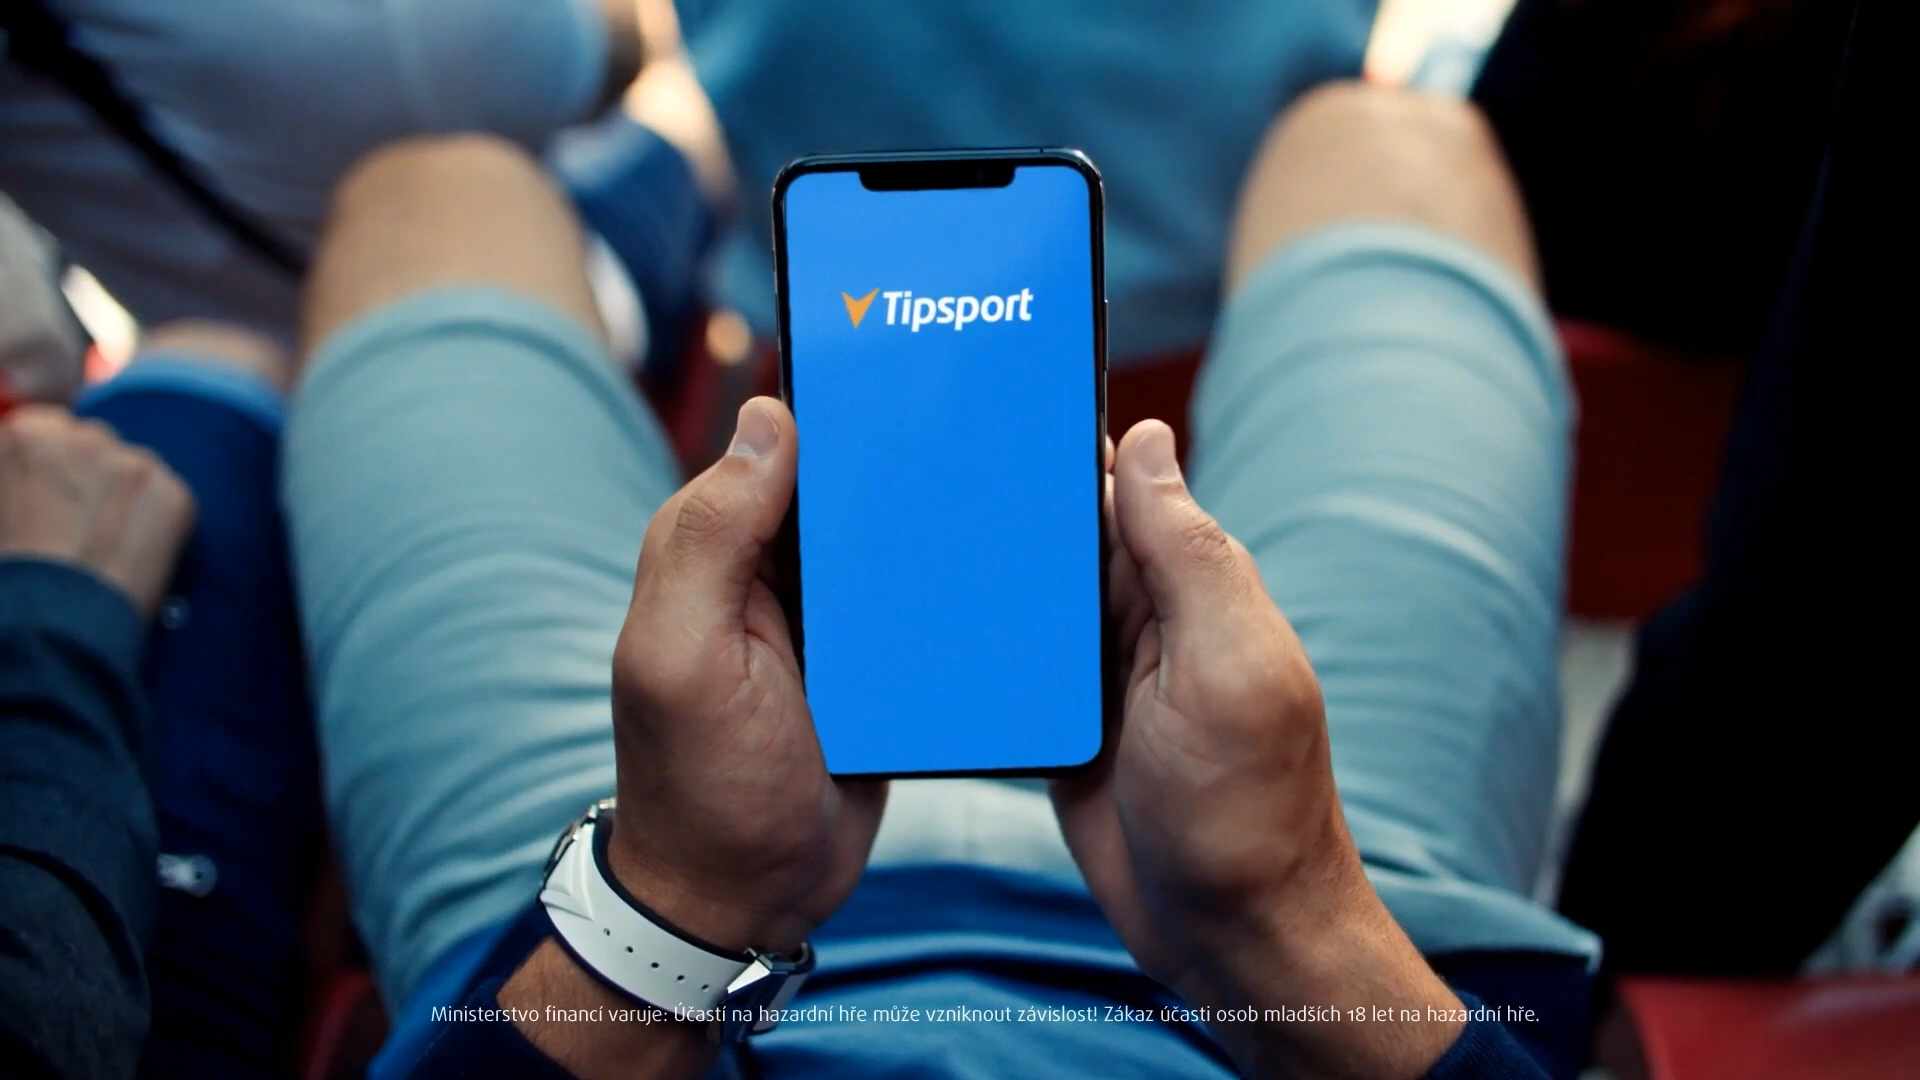 Tipsport
Ministerstvo financí varuje: Účastí na hazardní hře může vzniknout závislost! Zákaz účasti osob mladších 18 let na hazardní hře.